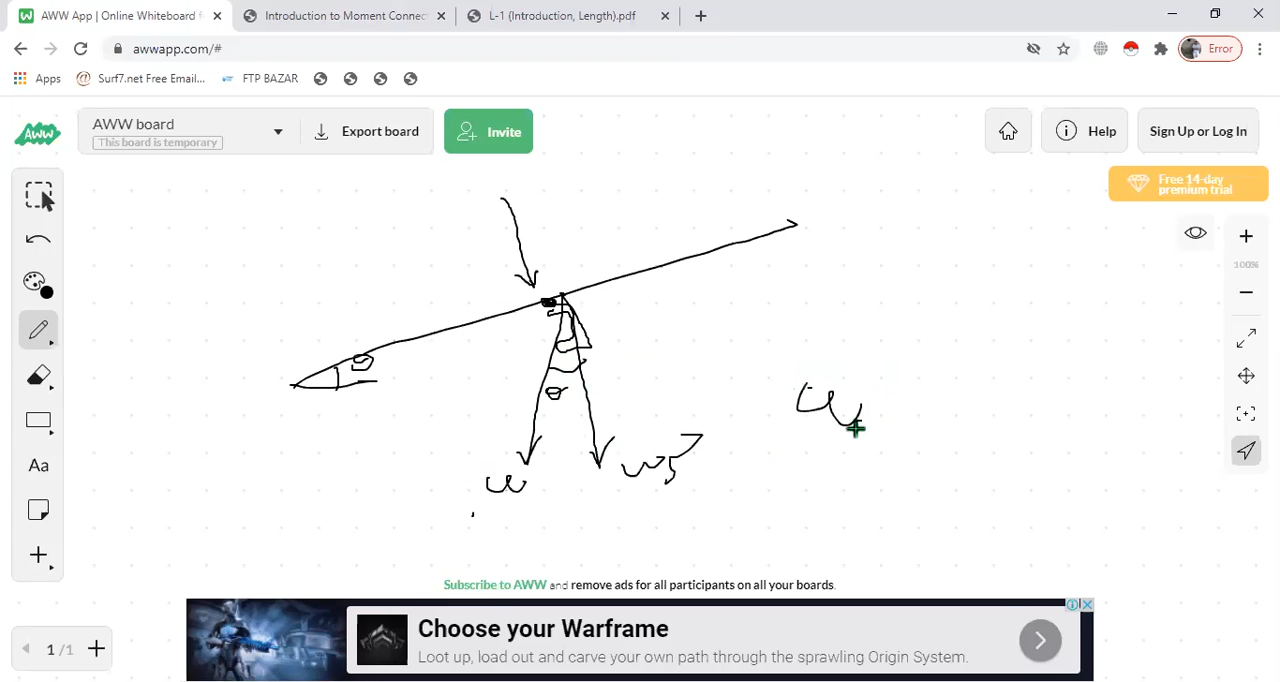 AWW App | Online Whiteboard f
Introduction to Moment Connec
L-1 (Introduction, Length).pdf
awwapp.com/#
Error
Apps
Surf7.net Free Email...
FTP BAZAR
AWW
AWW board
This board is temporary
Export board
Invite
Help
Sign Up or Log In
Free 14-day
premium trial
100%
Aa
Subscribe to AWW and remove ads for all participants on all your boards.
1 /1
Choose your Warframe
Loot up, load out and carve your own path through the sprawling Origin System.